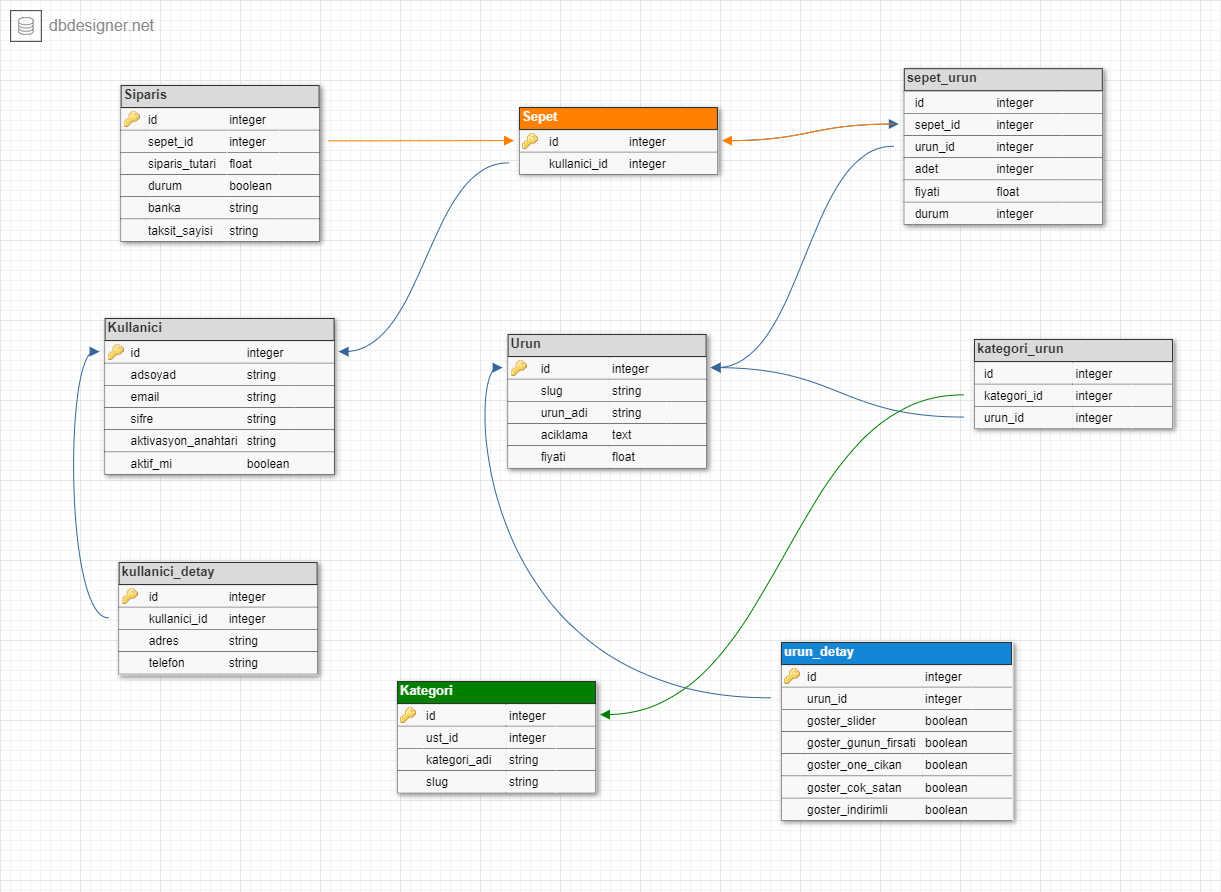 dbdesigner.net
Siparis
id integer
sepet_id integer
siparis_tutari float
durum boolean
banka string
taksit_sayisi string
Sepet
id integer
kullanici_id integer
sepet_urun
id integer
sepet_id integer
urun_id integer
adet integer
fiyati float
durum integer
Kullanici
id integer
adsoyad string
email string
sifre string
aktivasyon_anahtari string
aktif_mi boolean
Urun
id integer
slug string
urun_adi string
aciklama text
fiyati float
kategori_urun
id integer
kategori_id integer
urun_id integer
kullanici_detay
id integer
kullanici_id integer
adres string
telefon string
Kategori
id integer
ust_id integer
kategori_adi string
slug string
urun_detay
id integer
urun_id integer
goster_slider boolean
goster_gunun_firsati boolean
goster_one_cikan boolean
goster_cok_satan boolean
goster_indirimli boolean